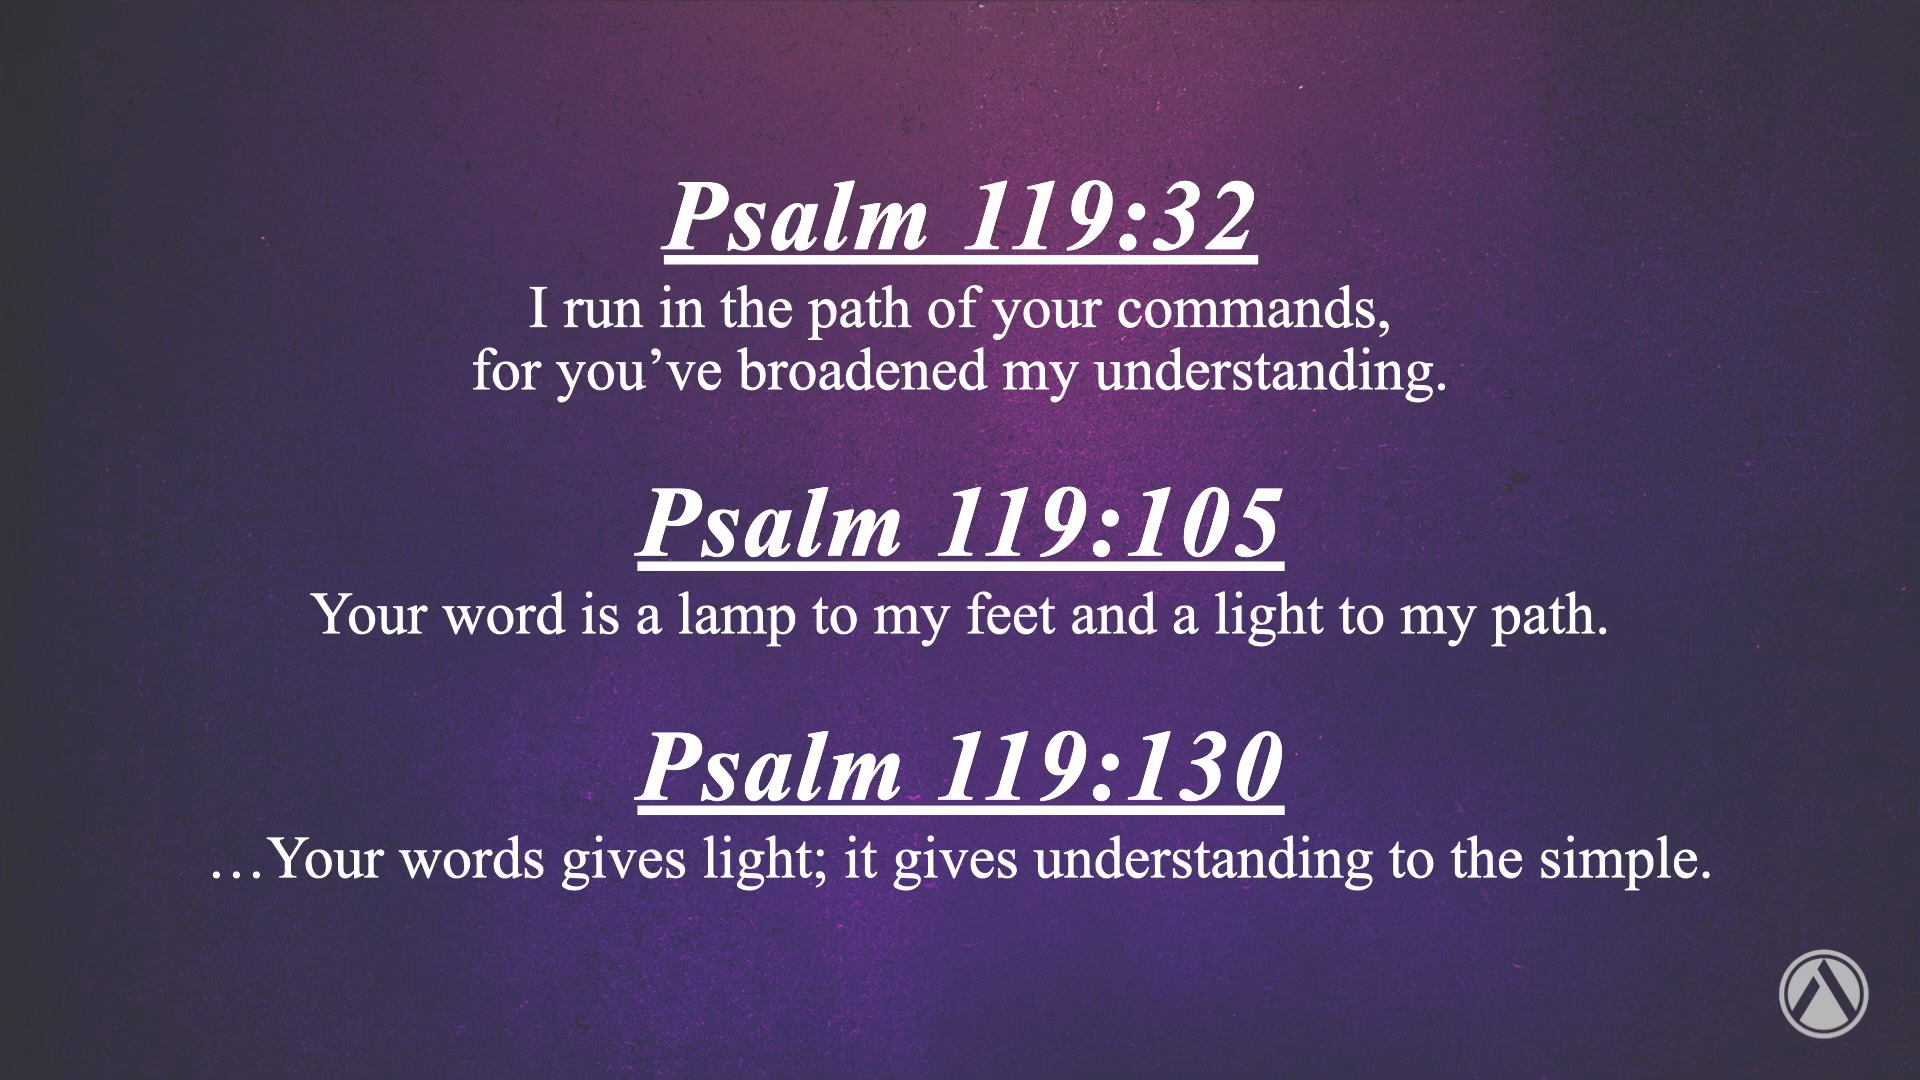 Psalm 119:32
I run in the path of your commands,
for you’ve broadened my understanding.
Psalm 119:105
Your word is a lamp to my feet and a light to my path.
Psalm 119:130
…Your words gives light; it gives understanding to the simple.